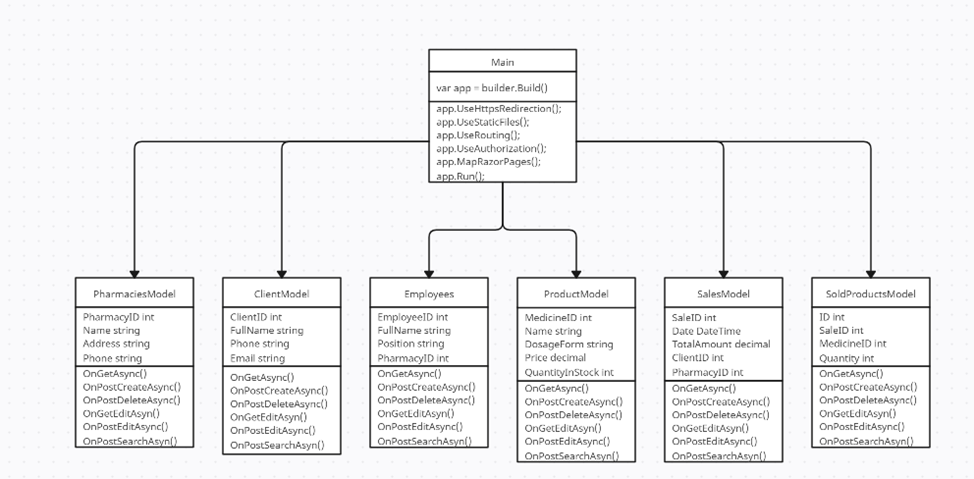 Main
var app = builder.Build()
app.UseHttpsRedirection();
app.UseStaticFiles();
app.UseRouting();
app.UseAuthorization();
app.MapRazorPages();
app.Run();
PharmaciesModel
PharmacyID int
Name string
Address string
Phone string
OnGetAsync()
OnPostCreateAsync()
OnPostDeleteAsync()
OnGetEditAsyn()
OnPostEditAsync()
OnPostSearchAsyn()
ClientModel
ClientID int
FullName string
Phone string
Email string
OnGetAsync()
OnPostCreateAsync()
OnPostDeleteAsync()
OnGetEditAsyn()
OnPostEditAsync()
OnPostSearchAsyn()
Employees
EmployeeID int
FullName string
Position string
PharmacyID int
OnGetAsync()
OnPostCreateAsync()
OnPostDeleteAsync()
OnGetEditAsyn()
OnPostEditAsync()
OnPostSearchAsyn()
ProductModel
MedicineID int
Name string
DosageForm string
Price decimal
QuantityInStock int
OnGetAsync()
OnPostCreateAsync()
OnPostDeleteAsync()
OnGetEditAsyn()
OnPostEditAsync()
OnPostSearchAsyn()
SalesModel
SaleID int
Date DateTime
TotalAmount decimal
ClientID int
PharmacyID int
OnGetAsync()
OnPostCreateAsync()
OnPostDeleteAsync()
OnGetEditAsyn()
OnPostEditAsync()
OnPostSearchAsyn()
SoldProductsModel
ID int
SaleID int
MedicineID int
Quantity int
OnGetAsync()
OnPostCreateAsync()
OnPostDeleteAsync()
OnGetEditAsyn()
OnPostEditAsync()
OnPostSearchAsyn()